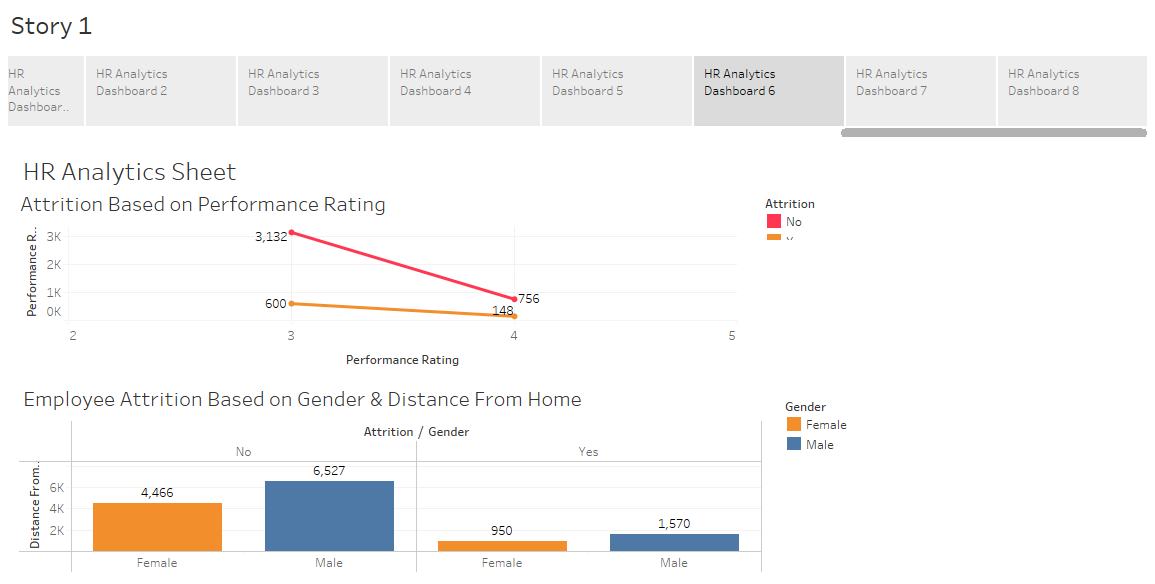 Story 1
HR
Analytics
Dashboar..
HR Analytics
Dashboard 2
HR Analytics
Dashboard 3
HR Analytics
Dashboard 4
HR Analytics
Dashboard 5
HR Analytics
Dashboard 6
HR Analytics
Dashboard 7
HR Analytics
Dashboard 8
HR Analytics Sheet
Attrition Based on Performance Rating
Attrition
No
Performance R..
3K
2K
1K
0K
3,132
600
756
148
2
3
4
5
Performance Rating
Employee Attrition Based on Gender & Distance From Home
Gender
Female
Male
Attrition / Gender
No
Yes
Distance From..
6K
4K
2K
4,466
6,527
950
1,570
Female
Male
Female
Male